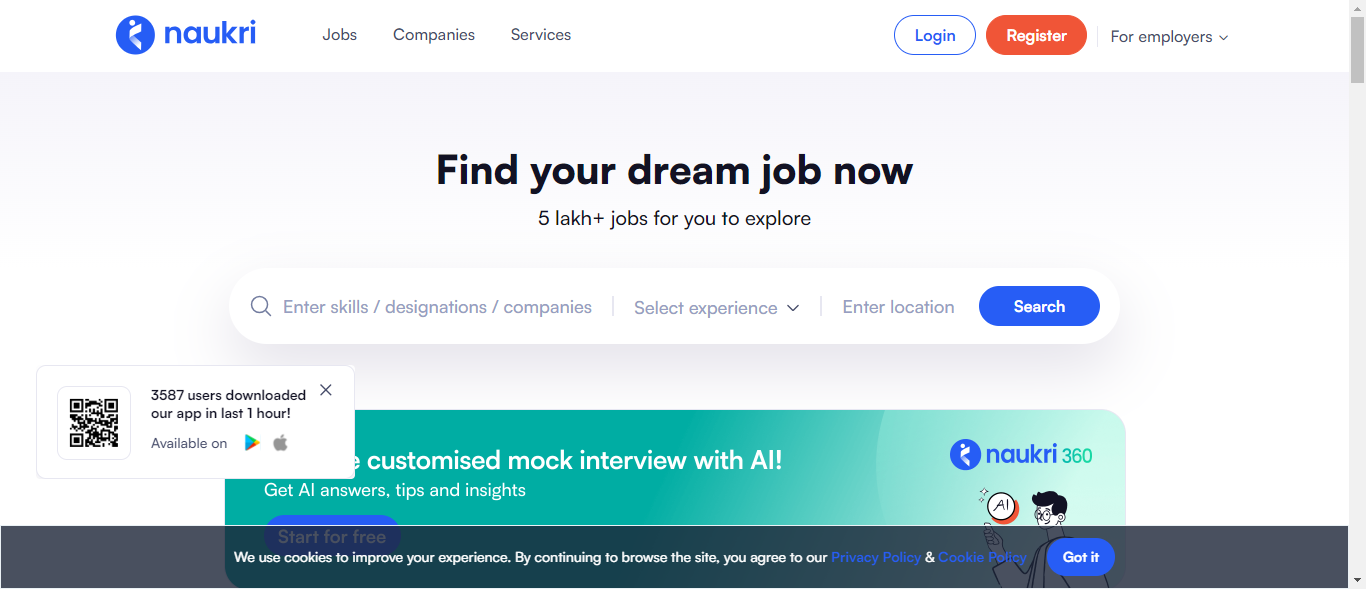 naukri
Jobs Companies Services
Login Register For employers
Find your dream job now
5 lakh+ jobs for you to explore
Enter skills / designations / companies Select experience Enter location Search
3587 users downloaded
our app in last 1 hour!
Available on
customised mock interview with AI!
Get AI answers, tips and insights
naukri 360
AI
Start for free
We use cookies to improve your experience. By continuing to browse the site, you agree to our Privacy Policy & Cookie Policy Got it